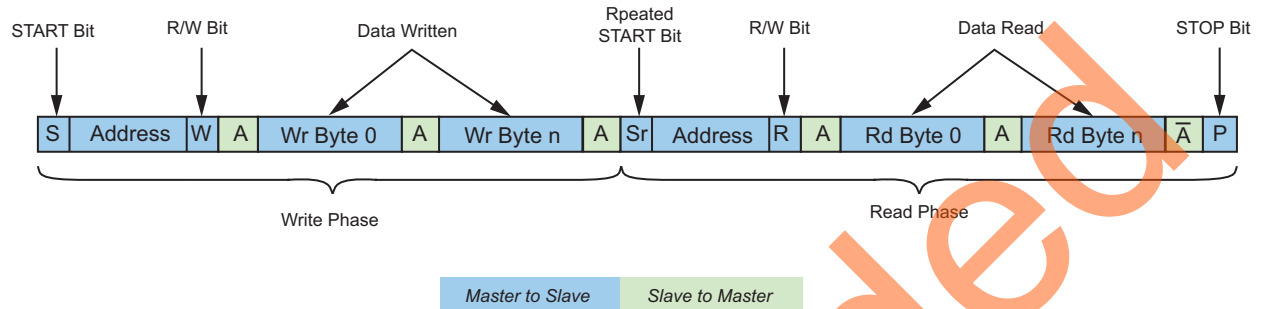 START Bit
R/W Bit
Data Written
Rpeated
START Bit
R/W Bit
Data Read
STOP Bit
S Address W A Wr Byte 0 A Wr Byte n A Sr Address R A Rd Byte 0 A Rd Byte n A̅ P
Write Phase
Read Phase
Master to Slave Slave to Master
ded